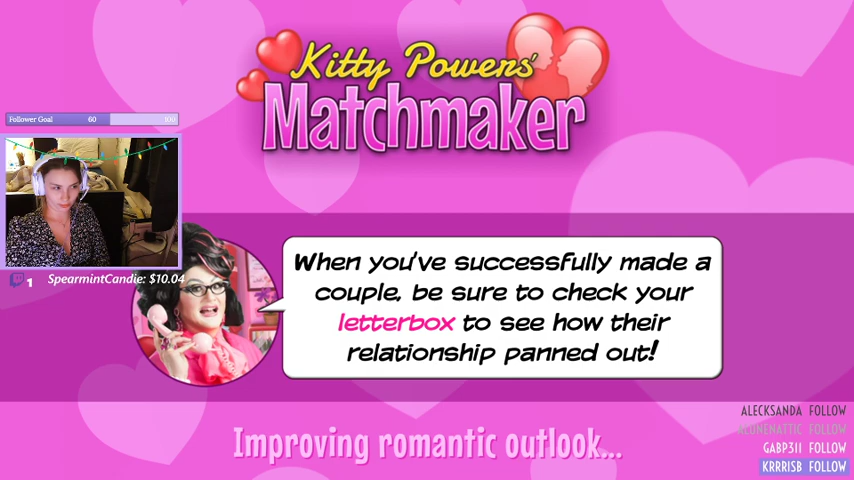 Kitty Powers'
Matchmaker
Follower Goal 60 100
1 SpearmintCandie: $10.04
When you've successfully made a
couple, be sure to check your
letterbox to see how their
relationship panned out!
Improving romantic outlook...
ALECKSANDA FOLLOW
FOLLOW
GABP311 FOLLOW
KRRRISB FOLLOW